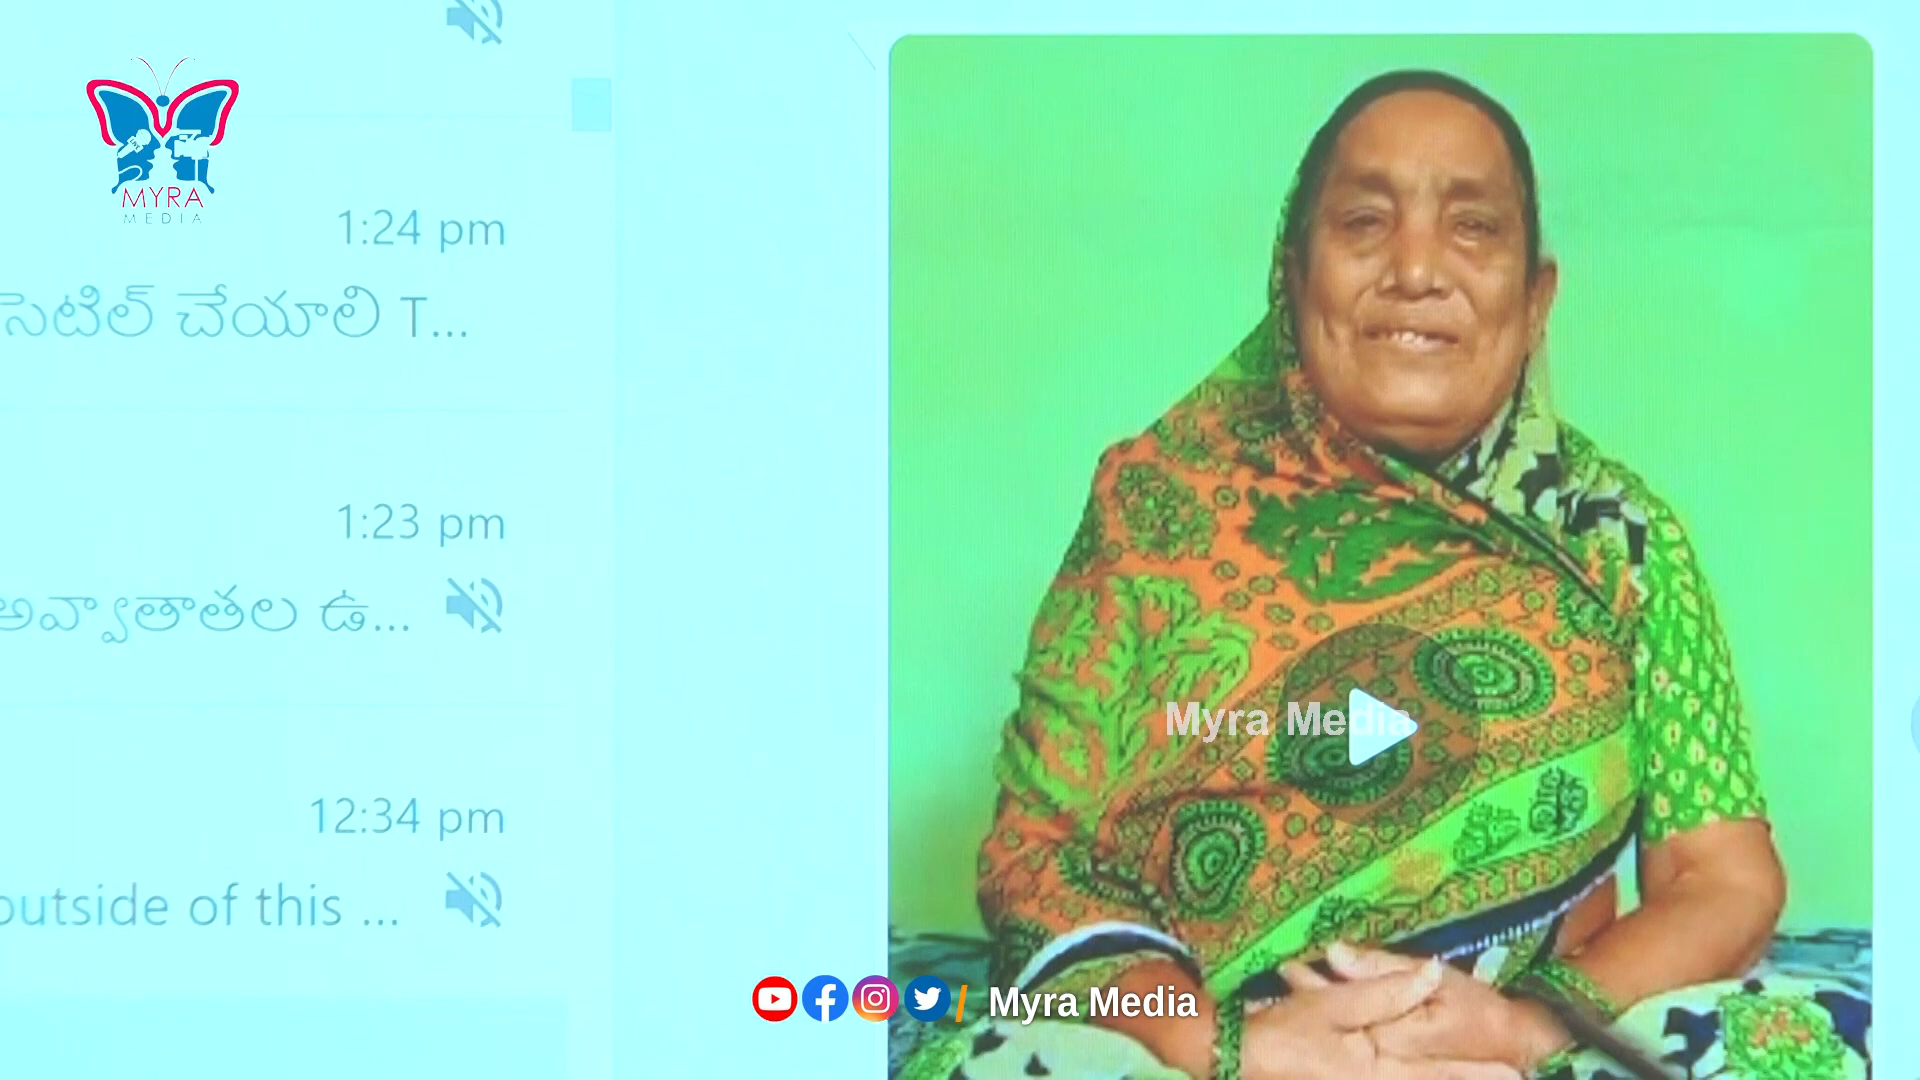 MYRA
MEDIA
1:24 pm
సెటిల్ చేయాలి T...
1:23 pm
అవ్వాతాతల ఉ...
12:34 pm
outside of this ...
Myra Media
/ Myra Media